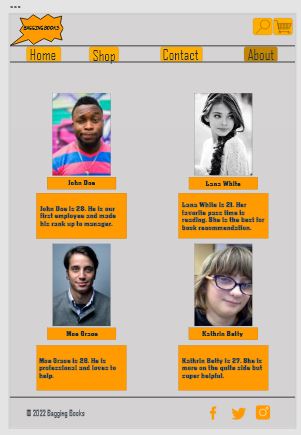 BAGGING BOOKS
Home Shop Contact About
John Doe
Lana White
John Doe is 28. He is our
first employee and made
his rank up to manager.
Lana White is 21. Her
favorite pass time is
reading. She is the best for
book recommendation.
Moe Grace
Kathrin Betty
Moe Grace is 28. He is
professional and loves to
help.
Kathrin Betty is 27. She is
more on the quite side but
super helpful.
© 2022 Bagging Books